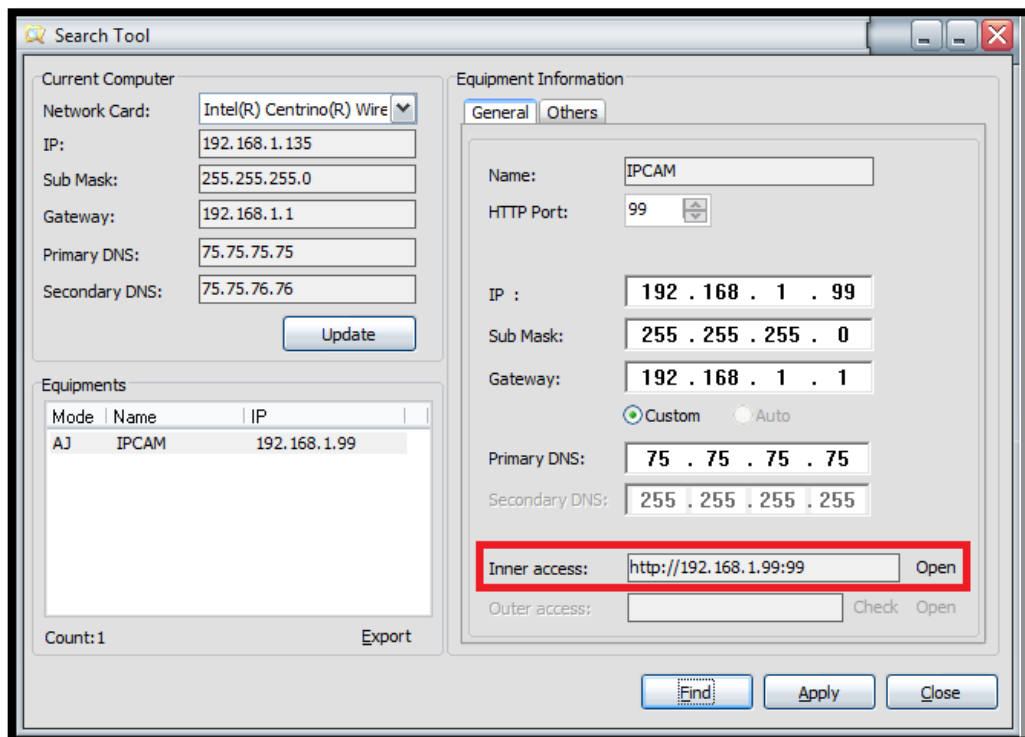 Search Tool
Current Computer
Network Card: Intel(R) Centrino(R) Wire
IP: 192.168.1.135
Sub Mask: 255.255.255.0
Gateway: 192.168.1.1
Primary DNS: 75.75.75.75
Secondary DNS: 75.75.76.76
Update
Equipments
Mode Name IP
AJ IPCAM 192.168.1.99
Count:1 Export
Equipment Information
General Others
Name: IPCAM
HTTP Port: 99
IP : 192 . 168 . 1 . 99
Sub Mask: 255 . 255 . 255 . 0
Gateway: 192 . 168 . 1 . 1
Custom Auto
Primary DNS: 75 . 75 . 75 . 75
Secondary DNS: 255 . 255 . 255 . 255
Inner access: http://192.168.1.99:99 Open
Outer access: Check Open
Find Apply Close